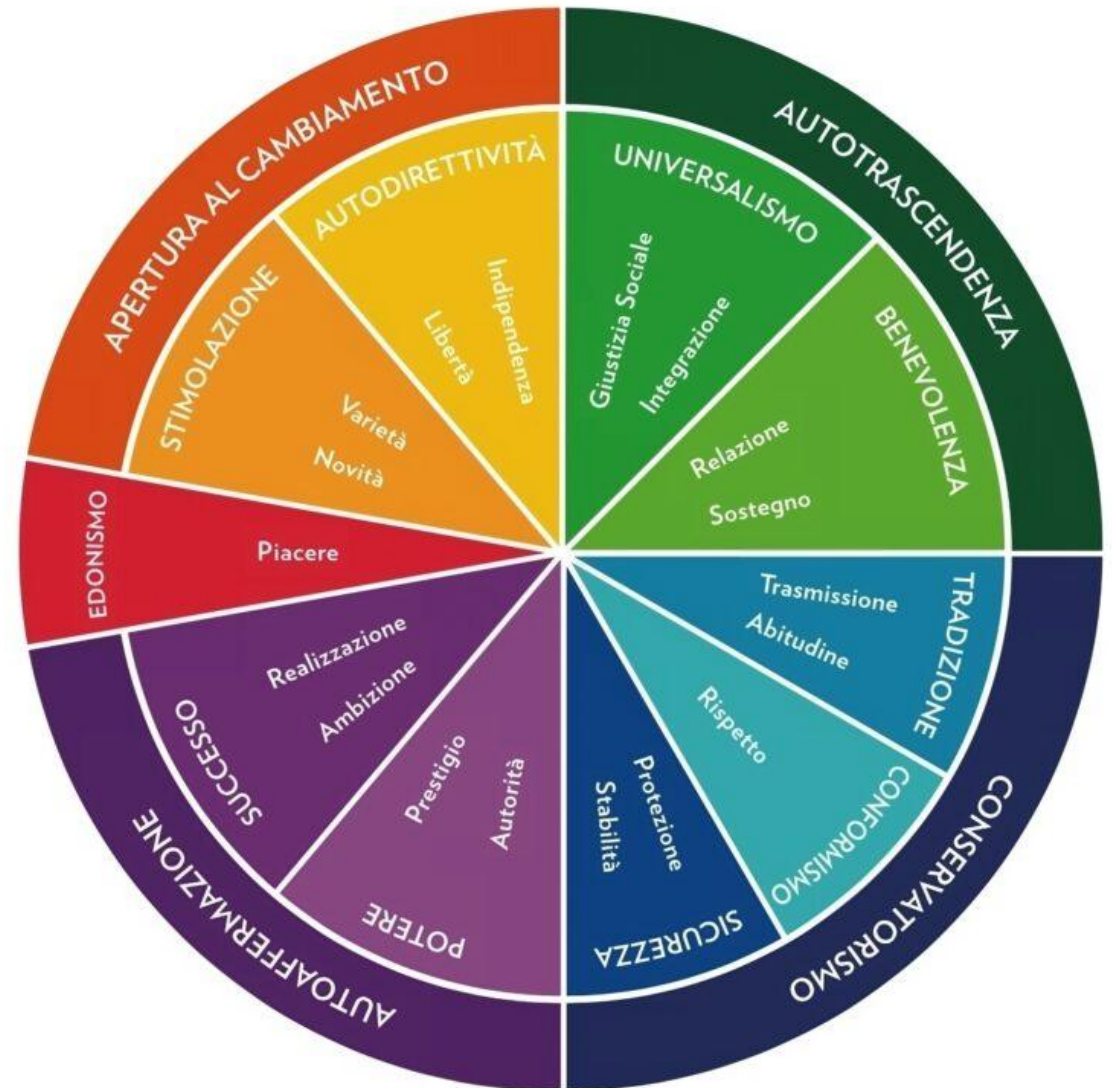 APERTURA AL CAMBIAMENTO
AUTODIRETTIVITÀ
Indipendenza
Libertà
STIMOLAZIONE
Varietà
Novità
EDONISMO
Piacere
AUTOTRASCENDENZA
UNIVERSALISMO
Giustizia Sociale
Integrazione
BENEVOLENZA
Relazione
Sostegno
CONSERVATORISMO
TRADIZIONE
Trasmissione
Abitudine
CONFORMISMO
Rispetto
SICUREZZA
Protezione
Stabilità
AUTOAFFERMAZIONE
POTERE
Prestigio
Autorità
SUCCESSO
Realizzazione
Ambizione